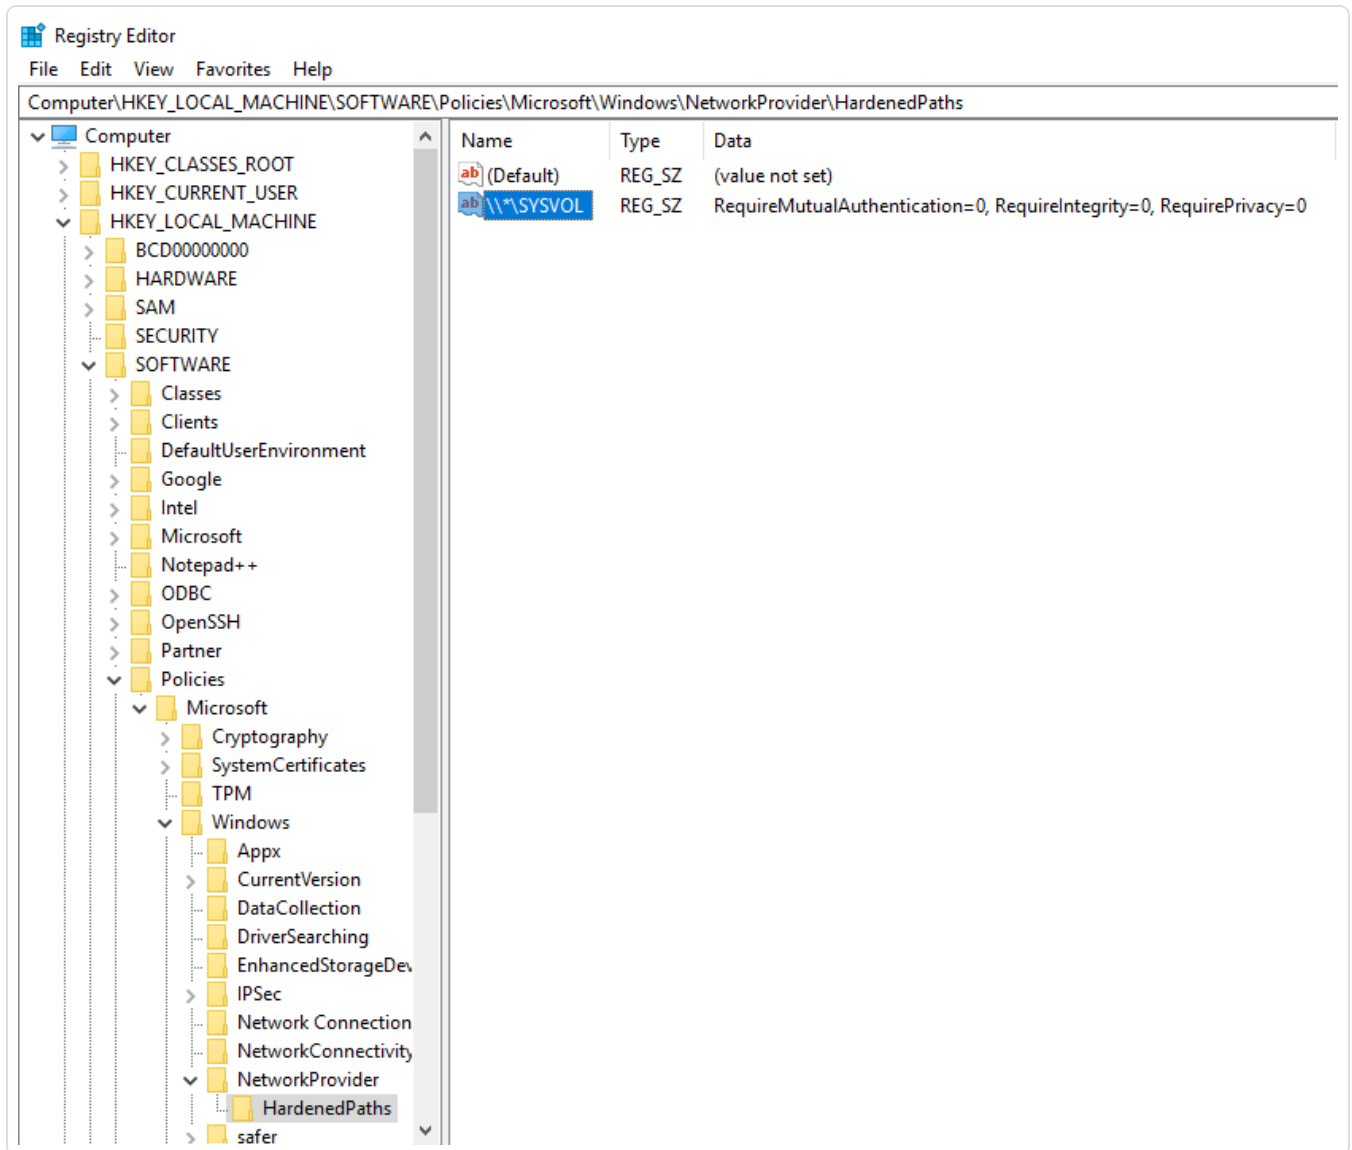 Registry Editor
File Edit View Favorites Help
Computer\HKEY_LOCAL_MACHINE\SOFTWARE\Policies\Microsoft\Windows\NetworkProvider\HardenedPaths
Computer
HKEY_CLASSES_ROOT
HKEY_CURRENT_USER
HKEY_LOCAL_MACHINE
BCD00000000
HARDWARE
SAM
SECURITY
SOFTWARE
Classes
Clients
DefaultUserEnvironment
Google
Intel
Microsoft
Notepad++
ODBC
OpenSSH
Partner
Policies
Microsoft
Cryptography
SystemCertificates
TPM
Windows
Appx
CurrentVersion
DataCollection
DriverSearching
EnhancedStorageDev
IPSec
Network Connection
NetworkConnectivity
NetworkProvider
HardenedPaths
safer
Name Type Data
ab (Default) REG_SZ (value not set)
ab \\*\SYSVOL REG_SZ RequireMutualAuthentication=0, RequireIntegrity=0, RequirePrivacy=0